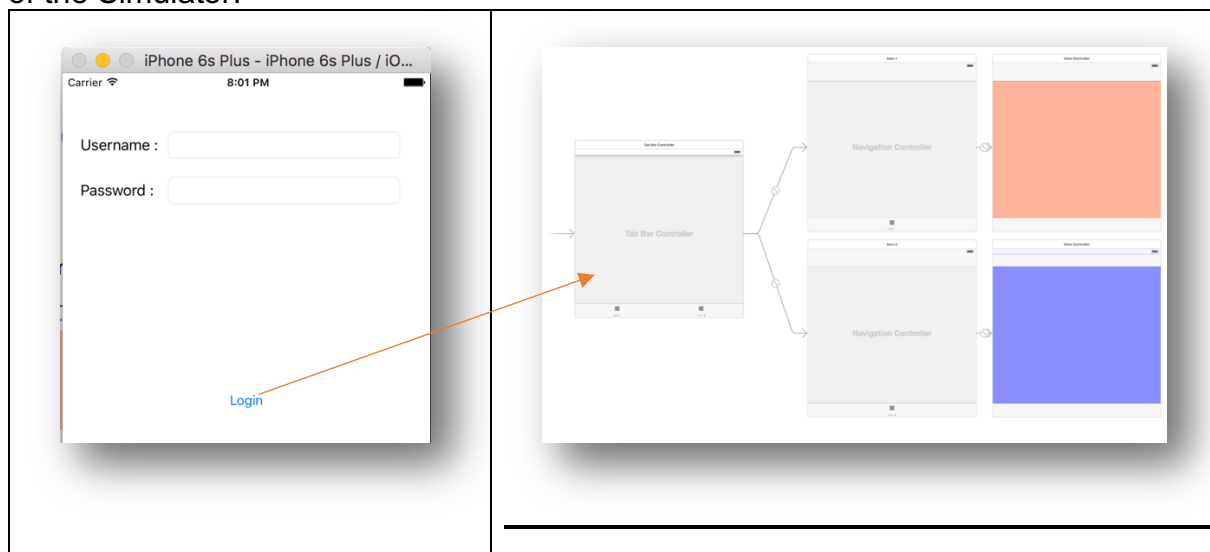 of the Simulator:
iPhone 6s Plus - iPhone 6s Plus / iO...
Carrier
8:01 PM
Username :
Password :
Login
Tab Bar Controller
Tab Bar Controller
Item 1
Navigation Controller
View Controller
Item 2
Navigation Controller
View Controller